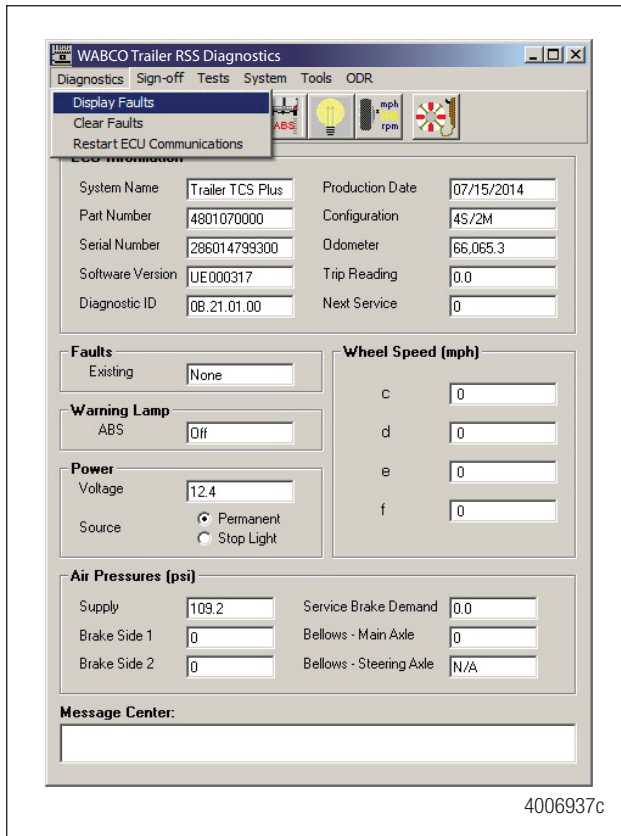 WABCO Trailer RSS Diagnostics
Diagnostics Sign-off Tests System Tools ODR
Display Faults
Clear Faults
Restart ECU Communications
ABS
mph
rpm
ECU Information
System Name Trailer TCS Plus Production Date 07/15/2014
Part Number 4801070000 Configuration 4S/2M
Serial Number 286014799300 Odometer 66,065.3
Software Version UE000317 Trip Reading 0.0
Diagnostic ID 0B.21.01.00 Next Service 0
Faults Wheel Speed (mph)
Existing None
c 0
Warning Lamp
ABS Off d 0
Power e 0
Voltage 12.4
f 0
Source Permanent
Stop Light
Air Pressures (psi)
Supply 109.2 Service Brake Demand 0.0
Brake Side 1 0 Bellows - Main Axle 0
Brake Side 2 0 Bellows - Steering Axle N/A
Message Center:
4006937c